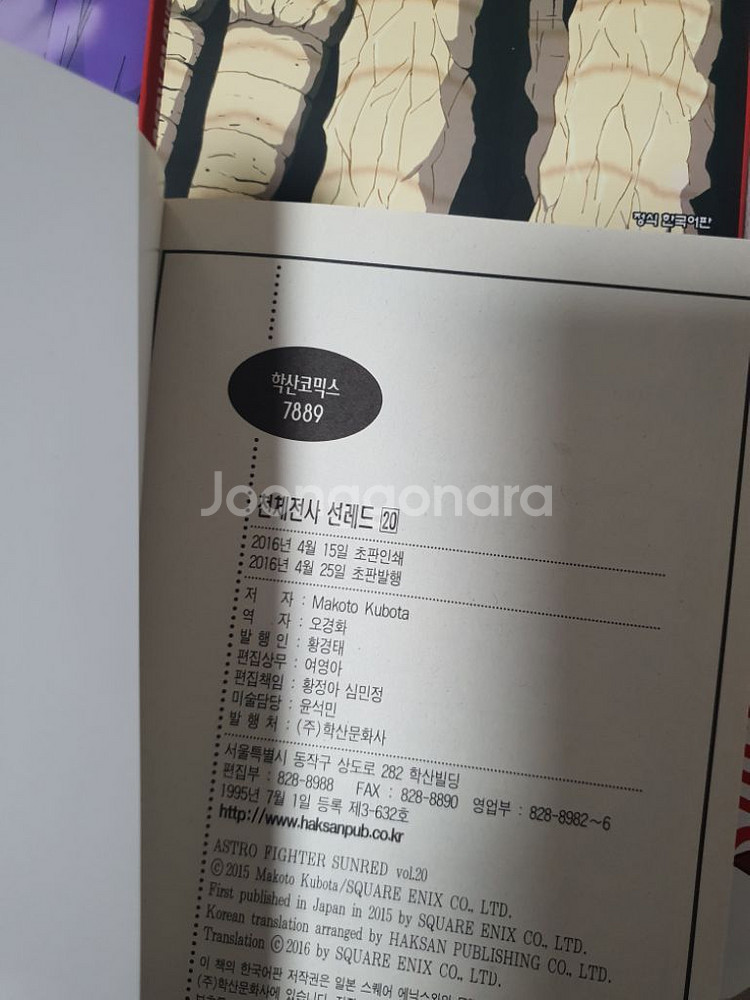 정식 한국어판
학산코믹스
7889
Joonggonara
천체전사 선레드 20
2016년 4월 15일 초판인쇄
2016년 4월 25일 초판발행
저 자 : Makoto Kubota
역 자 : 오경화
발 행 인 : 황경태
편집상무 : 여영아
편집책임 : 황정아 심민정
미술담당 : 윤석민
발 행 처 : (주)학산문화사
서울특별시 동작구 상도로 282 학산빌딩
편집부 : 828-8988 FAX : 828-8890 영업부 : 828-8982~6
1995년 7월 1일 등록 제3-632호
http://www.haksanpub.co.kr
ASTRO FIGHTER SUNRED vol.20
ⓒ2015 Makoto Kubota/SQUARE ENIX CO., LTD.
First published in Japan in 2015 by SQUARE ENIX CO., LTD.
Korean translation arranged by HAKSAN PUBLISHING CO., LTD.
Translation ⓒ2016 by SQUARE ENIX CO., LTD.
이 책의 한국어판 저작권은 일본 스퀘어 에닉스와의
(주)학산문화사에 있습니다.